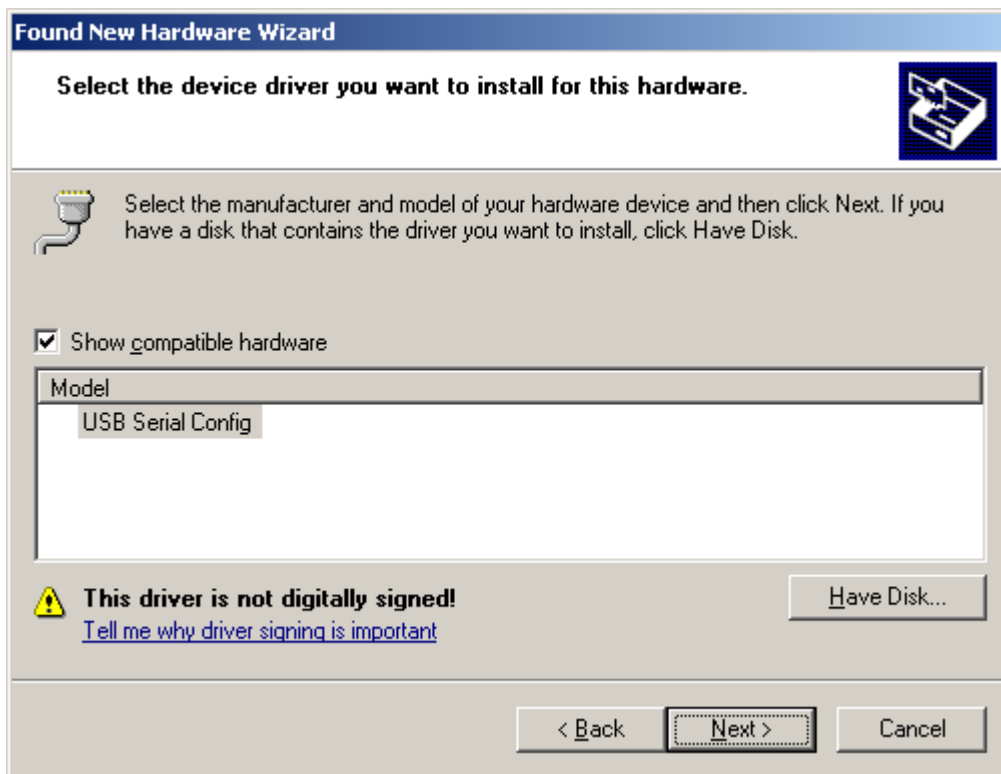 Found New Hardware Wizard
Select the device driver you want to install for this hardware.
Select the manufacturer and model of your hardware device and then click Next. If you
have a disk that contains the driver you want to install, click Have Disk.
Show compatible hardware
Model
USB Serial Config
This driver is not digitally signed!
Have Disk...
Tell me why driver signing is important
< Back
Next >
Cancel